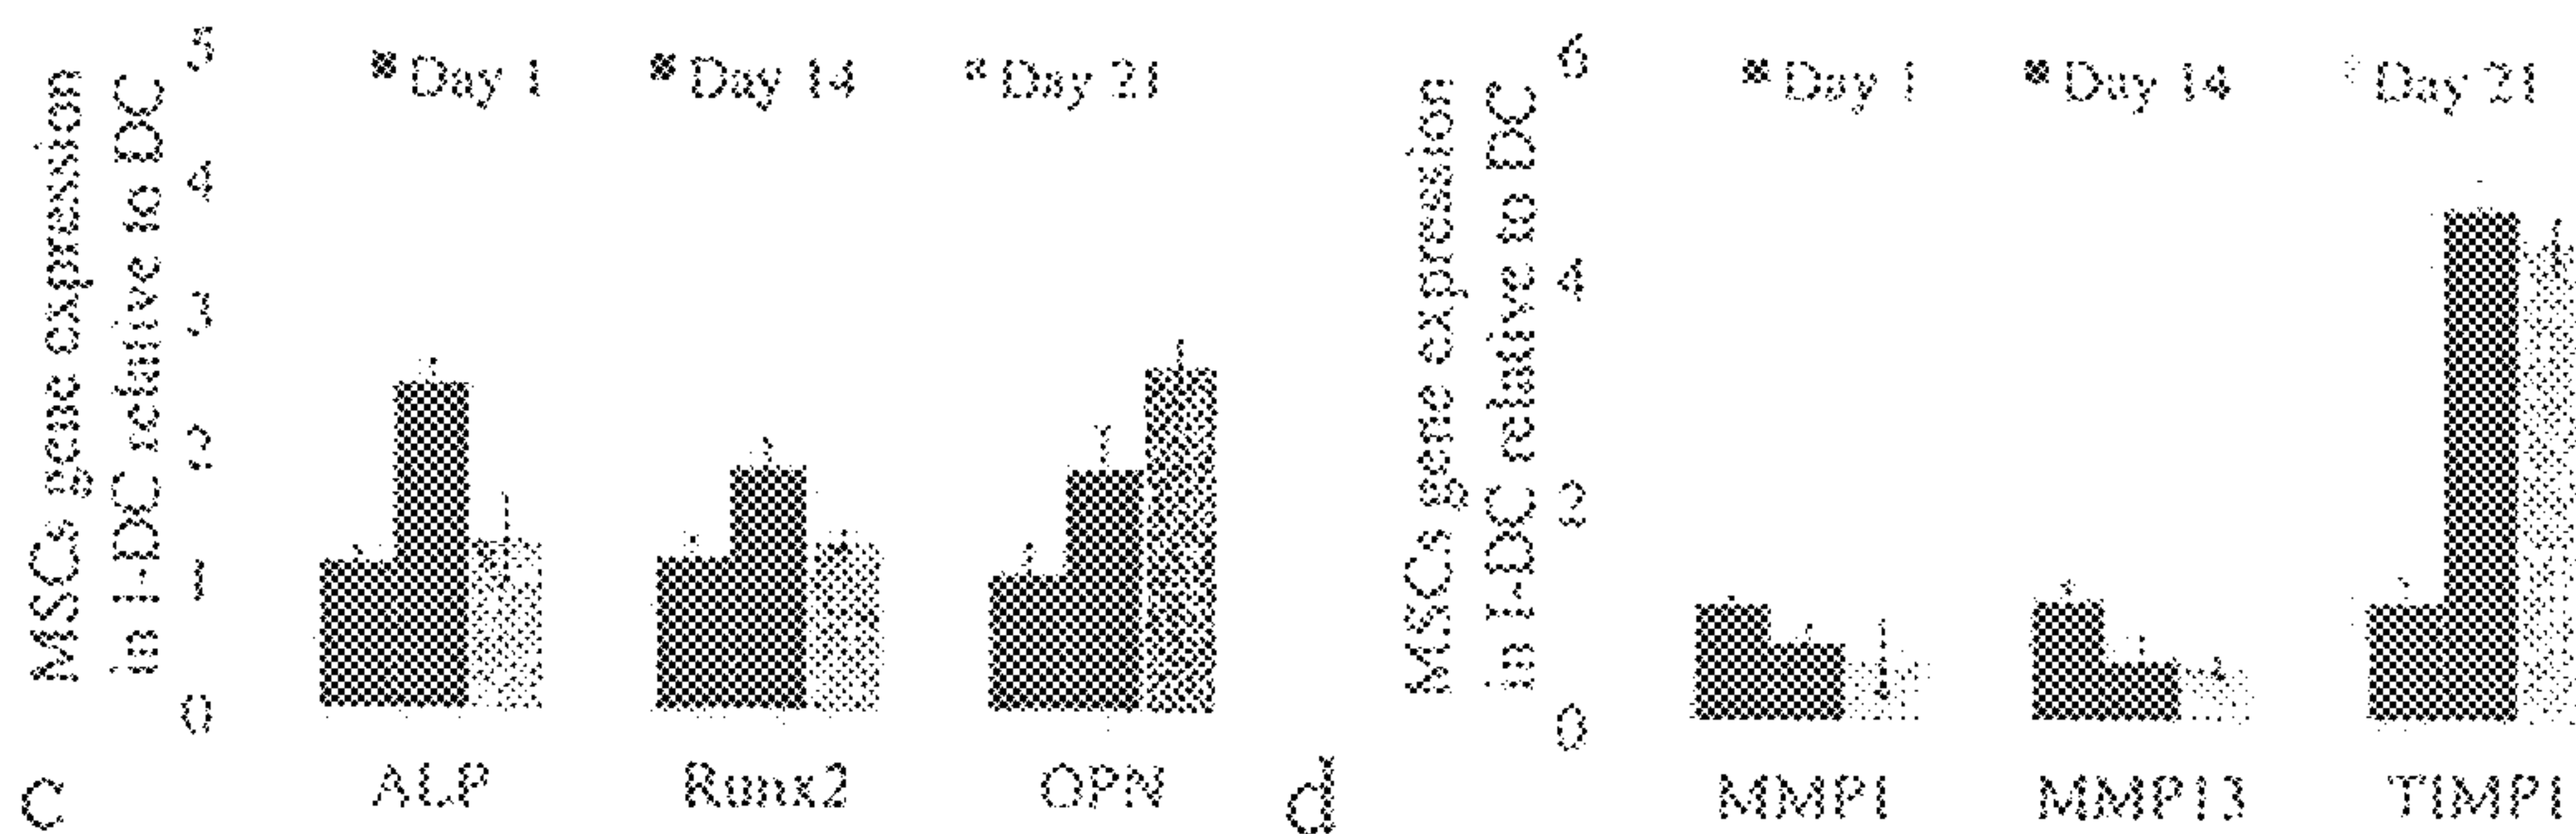 MSCs gene expression
in I-DC relative to DC
5
4
3
2
1
0
Day 1
Day 14
Day 21
ALP
Runx2
OPN
c
MSCs gene expression
in I-DC relative to DC
6
4
2
0
Day 1
Day 14
Day 21
MMP1
MMP13
TIMP1
d